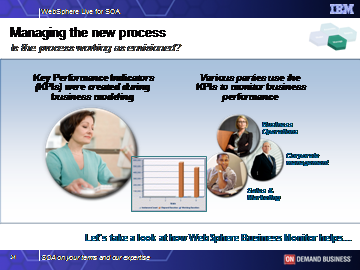 WebSphere Live for SOA
IBM
Managing the new process
Is the process working as envisioned?
Key Performance Indicators
(KPIs) were created during
business modeling
Various parties use the
KPIs to monitor business
performance
Business
Operations
Corporate
management
Sales &
Marketing
Let's take a look at how WebSphere Business Monitor helps...
SOA on your terms and our expertise
ON DEMAND BUSINESS